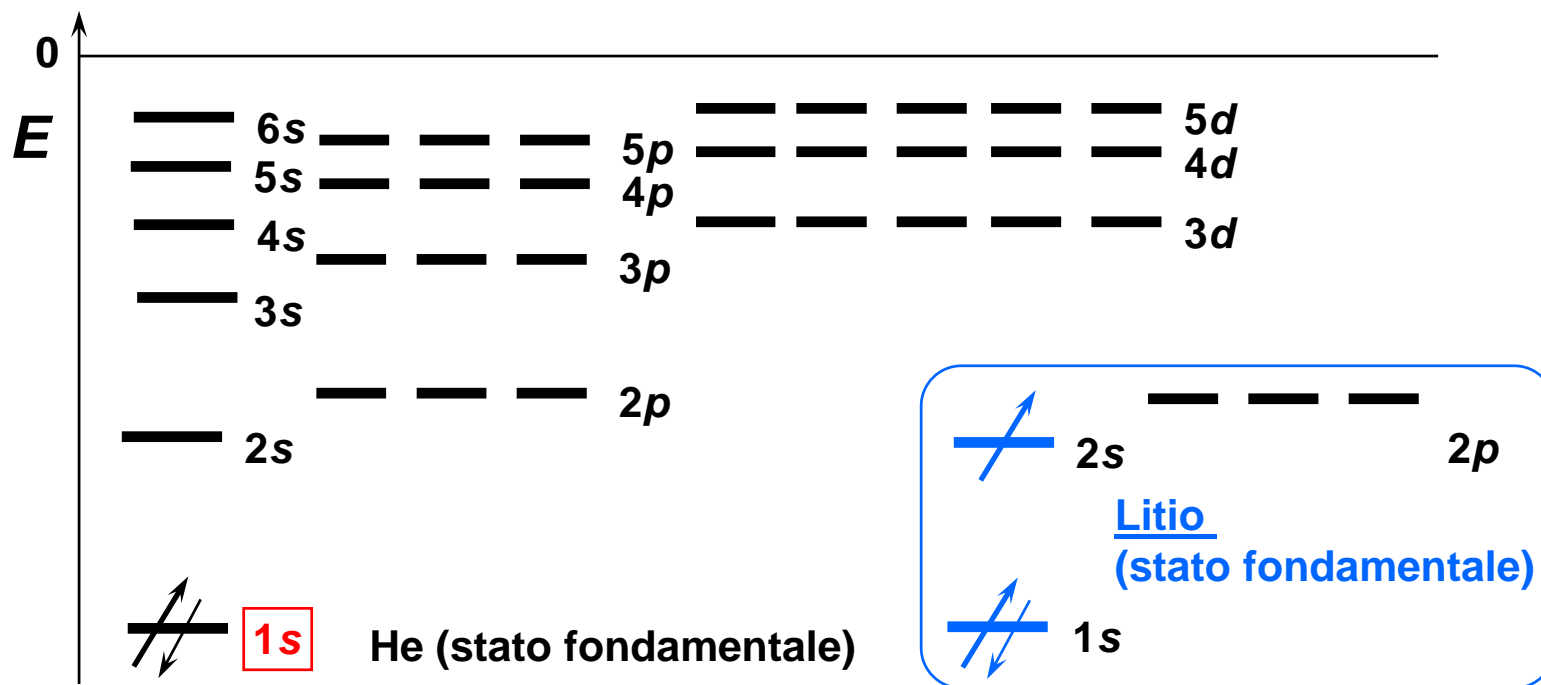 0
E
6s
5s
4s
3s
2s
1s
5p
4p
3p
2p
5d
4d
3d
He (stato fondamentale)
2s
2p
Litio
(stato fondamentale)
1s